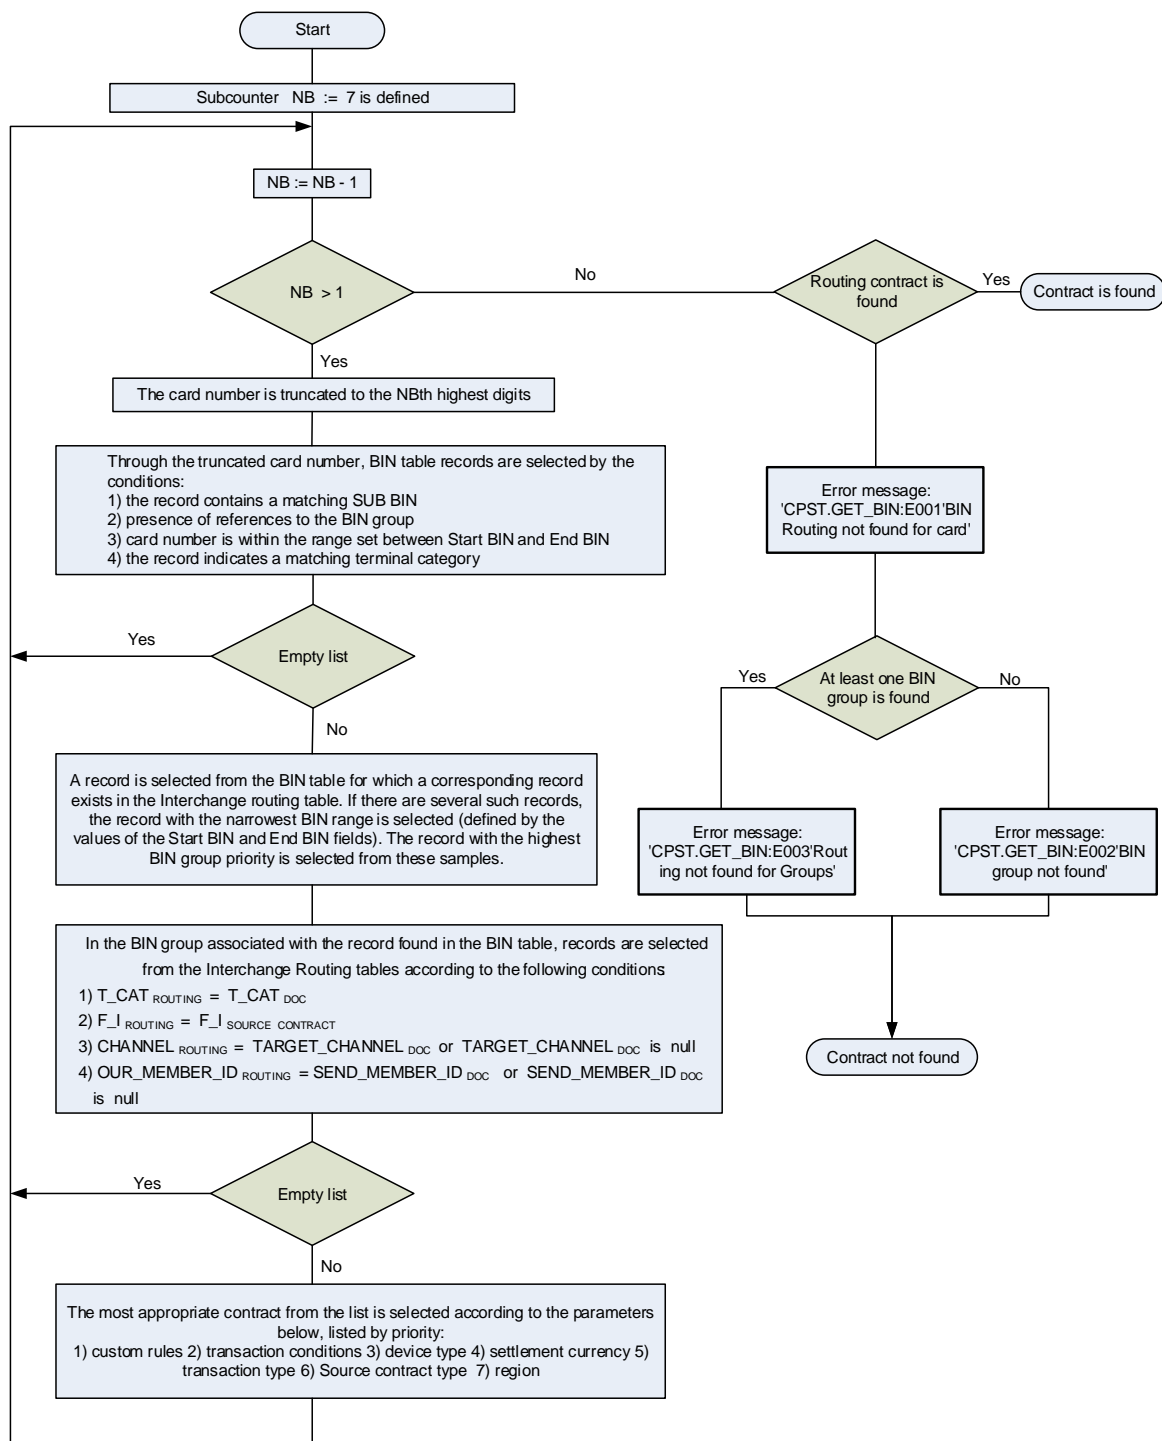 Start
Subcounter NB := 7 is defined
NB := NB - 1
NB > 1
No
Routing contract is
found
Yes
Contract is found
Yes
The card number is truncated to the NBth highest digits
Through the truncated card number, BIN table records are selected by the
conditions:
1) the record contains a matching SUB BIN
2) presence of references to the BIN group
3) card number is within the range set between Start BIN and End BIN
4) the record indicates a matching terminal category
Error message:
'CPST.GET_BIN:E001'BIN
Routing not found for card'
Yes
Empty list
No
Yes
At least one BIN
group is found
No
A record is selected from the BIN table for which a corresponding record
exists in the Interchange routing table. If there are several such records,
the record with the narrowest BIN range is selected (defined by the
values of the Start BIN and End BIN fields). The record with the highest
BIN group priority is selected from these samples.
Error message:
'CPST.GET_BIN:E003'Rout
ing not found for Groups'
Error message:
'CPST.GET_BIN:E002'BIN
group not found'
In the BIN group associated with the record found in the BIN table, records are selected
from the Interchange Routing tables according to the following conditions:
1) T_CAT ROUTING = T_CAT DOC
2) F_I ROUTING = F_I SOURCE CONTRACT
3) CHANNEL ROUTING = TARGET_CHANNEL DOC or TARGET_CHANNEL DOC is null
4) OUR_MEMBER_ID ROUTING = SEND_MEMBER_ID DOC or SEND_MEMBER_ID DOC
is null
Contract not found
Yes
Empty list
No
The most appropriate contract from the list is selected according to the parameters
below, listed by priority:
1) custom rules 2) transaction conditions 3) device type 4) settlement currency 5)
transaction type 6) Source contract type 7) region